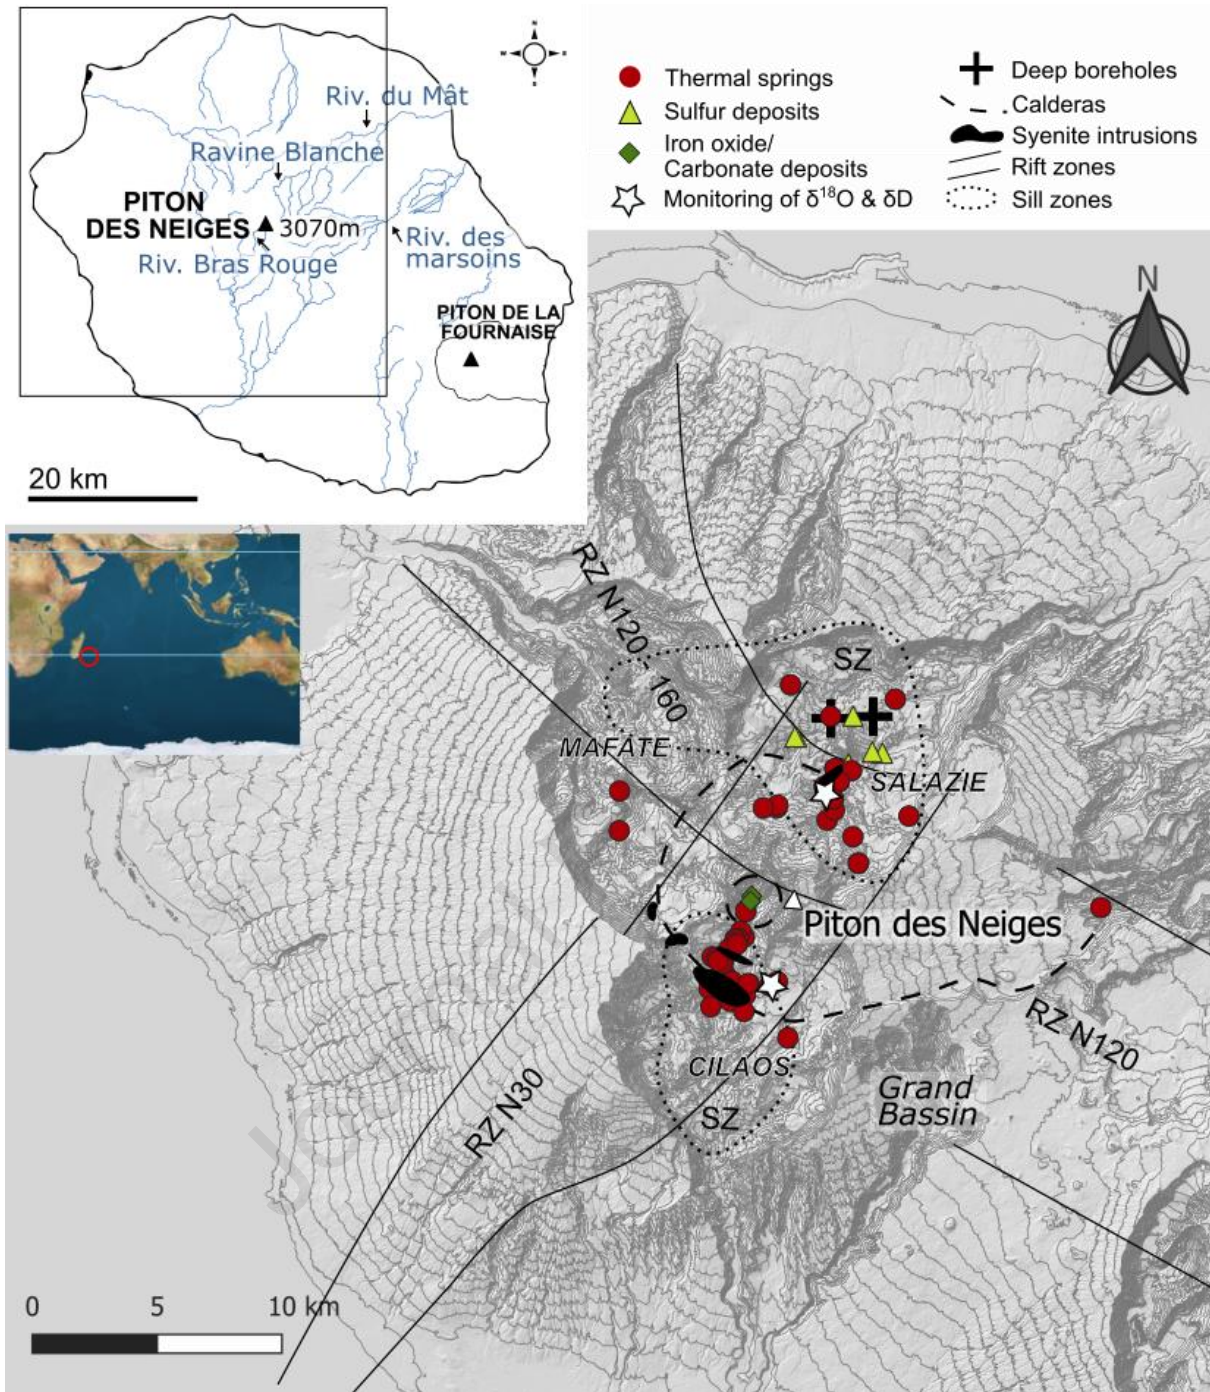 N
W
E
S
Riv. du Mât
Ravine Blanche
PITON
DES NEIGES
3070m
Riv. des
marsoins
Riv. Bras Rouge
PITON DE LA
FOURNAISE
20 km
Thermal springs
Sulfur deposits
Iron oxide/
Carbonate deposits
Monitoring of δ¹⁸O & δD
Deep boreholes
Calderas
Syenite intrusions
Rift zones
Sill zones
N
RZ N120 - 160
SZ
MAFATE
SALAZIE
Piton des Neiges
RZ N120
CILAOS
Grand
Bassin
RZ N30
SZ
0 5 10 km